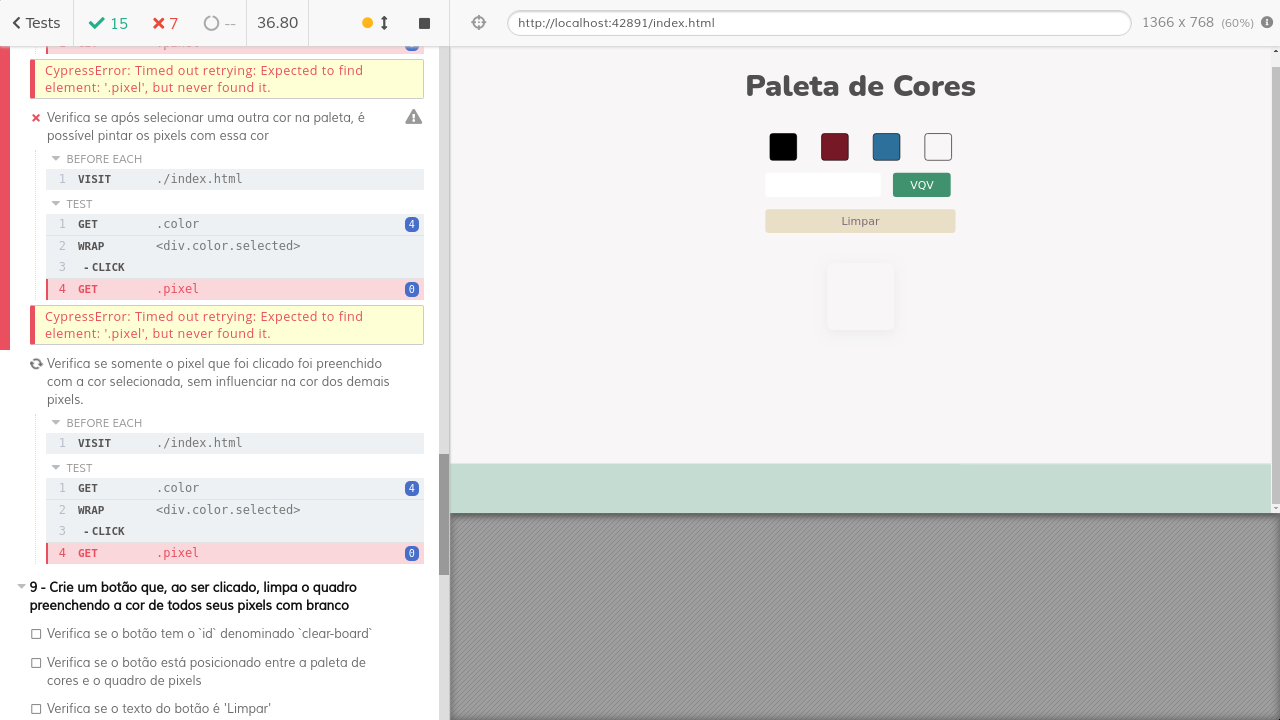 Tests
15
7
--
36.80
http://localhost:42891/index.html
1366 x 768 (60%)
CypressError: Timed out retrying: Expected to find
element: '.pixel', but never found it.
Verifica se após selecionar uma outra cor na paleta, é
possível pintar os pixels com essa cor
BEFORE EACH
1 VISIT ./index.html
TEST
1 GET .color 4
2 WRAP <div.color.selected>
3 - CLICK
4 GET .pixel 0
CypressError: Timed out retrying: Expected to find
element: '.pixel', but never found it.
Verifica se somente o pixel que foi clicado foi preenchido
com a cor selecionada, sem influenciar na cor dos demais
pixels.
BEFORE EACH
1 VISIT ./index.html
TEST
1 GET .color 4
2 WRAP <div.color.selected>
3 - CLICK
4 GET .pixel 0
9 - Crie um botão que, ao ser clicado, limpa o quadro
preenchendo a cor de todos seus pixels com branco
Verifica se o botão tem o `id` denominado `clear-board`
Verifica se o botão está posicionado entre a paleta de
cores e o quadro de pixels
Verifica se o texto do botão é 'Limpar'
Paleta de Cores
VQV
Limpar